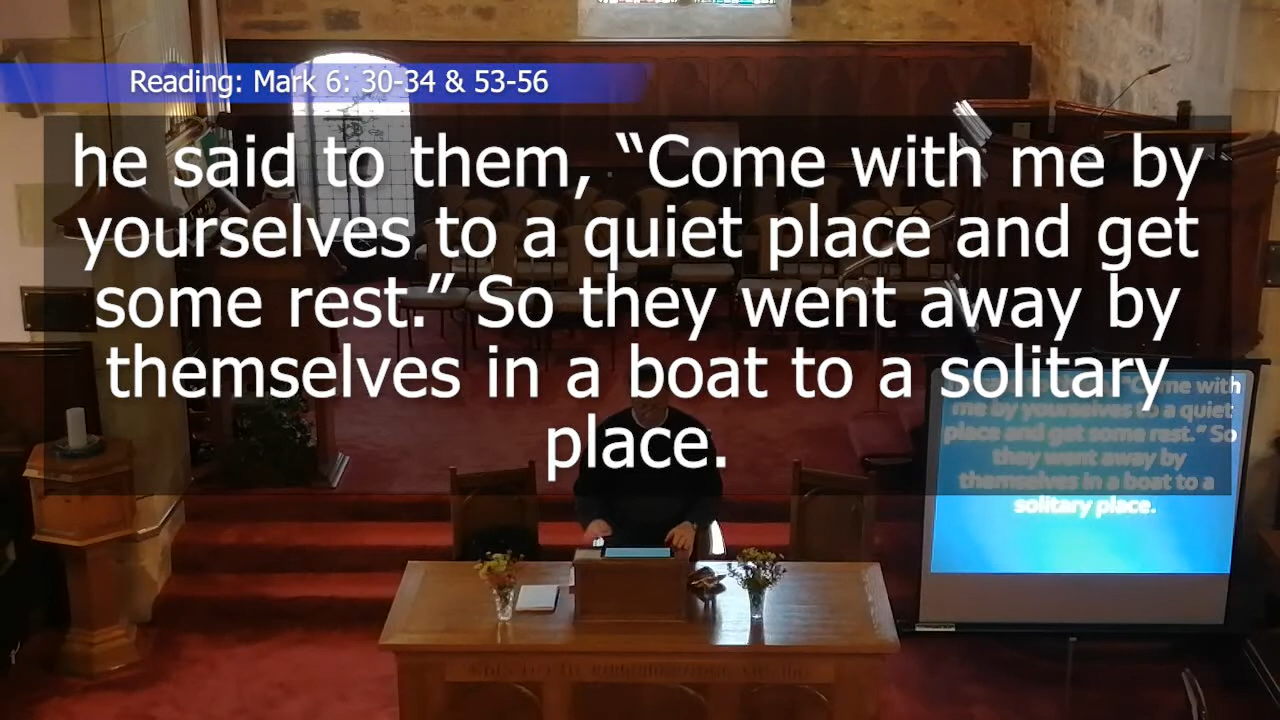 Reading: Mark 6: 30-34 & 53-56
he said to them, “Come with me by
yourselves to a quiet place and get
some rest.” So they went away by
themselves in a boat to a solitary
place.
me with
me by yourselves to a quiet
place and get some rest.” So
they went away by
themselves in a boat to a
solitary place.